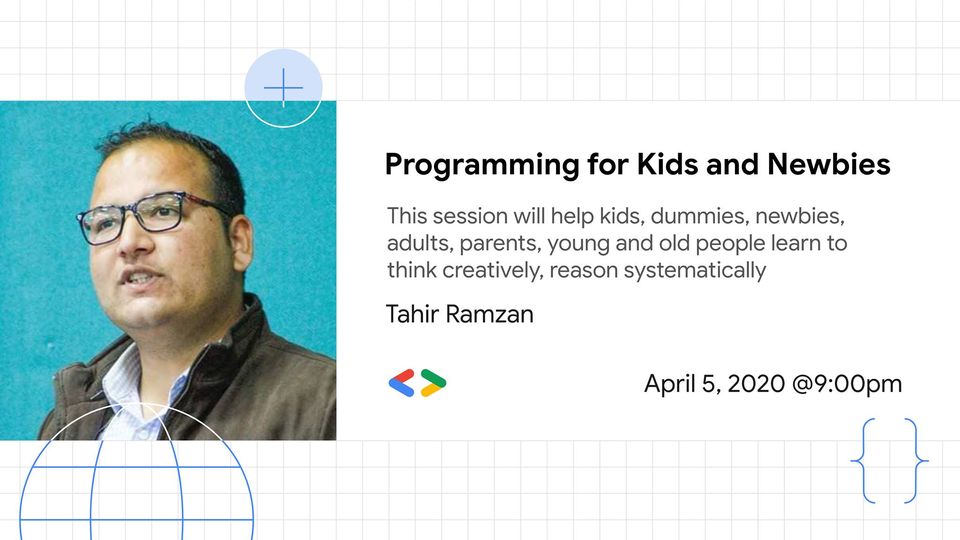 Programming for Kids and Newbies
This session will help kids, dummies, newbies,
adults, parents, young and old people learn to
think creatively, reason systematically
Tahir Ramzan
April 5, 2020 @9:00pm